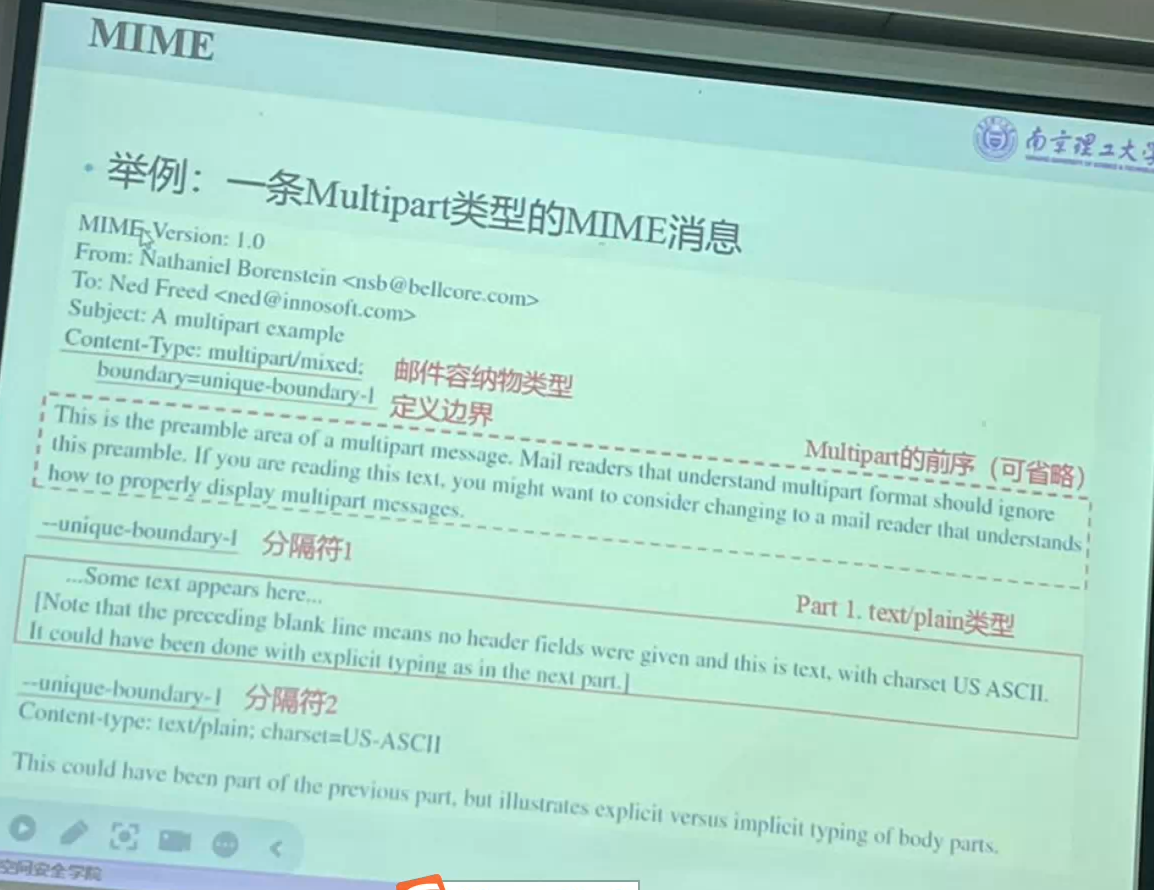 MIME
南京理工大学
• 举例：一条Multipart类型的MIME消息
MIME-Version: 1.0
From: Nathaniel Borenstein <nsb@bellcore.com>
To: Ned Freed <ned@innosoft.com>
Subject: A multipart example
Content-Type: multipart/mixed; 邮件容纳物类型
boundary=unique-boundary-1 定义边界
Multipart的前序（可省略）
This is the preamble area of a multipart message. Mail readers that understand multipart format should ignore
this preamble. If you are reading this text, you might want to consider changing to a mail reader that understands
how to properly display multipart messages.
--unique-boundary-1 分隔符1
Part 1. text/plain类型
...Some text appears here...
[Note that the preceding blank line means no header fields were given and this is text, with charset US ASCII.
It could have been done with explicit typing as in the next part.]
--unique-boundary-1 分隔符2
Content-type: text/plain; charset=US-ASCII
This could have been part of the previous part, but illustrates explicit versus implicit typing of body parts.
空间安全学院